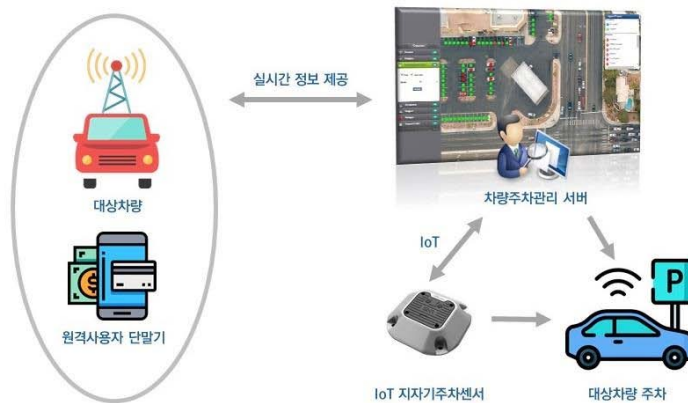 실시간 정보 제공
대상차량
원격사용자 단말기
차량주차관리 서버
IoT
P
IoT 지자기주차센서
대상차량 주차